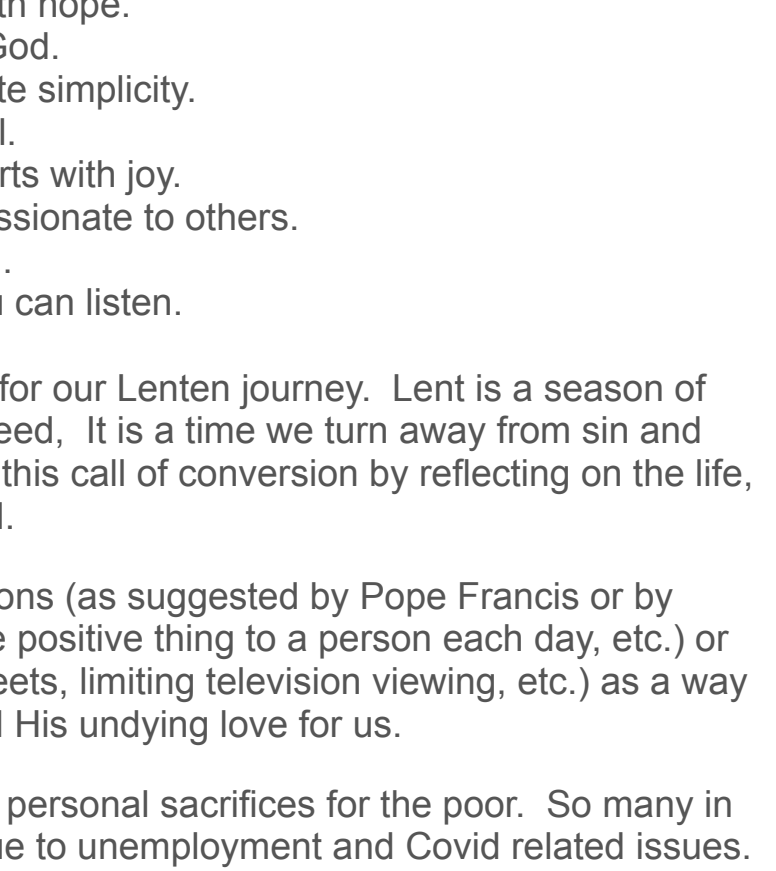 th hope.
God.
te simplicity.
l.
rts with joy.
ssionate to others.
.
u can listen.
for our Lenten journey.  Lent is a season of
eed,  It is a time we turn away from sin and
this call of conversion by reflecting on the life,
d.
ons (as suggested by Pope Francis or by
e positive thing to a person each day, etc.) or
eets, limiting television viewing, etc.) as a way
d His undying love for us.
personal sacrifices for the poor.  So many in
ue to unemployment and Covid related issues.